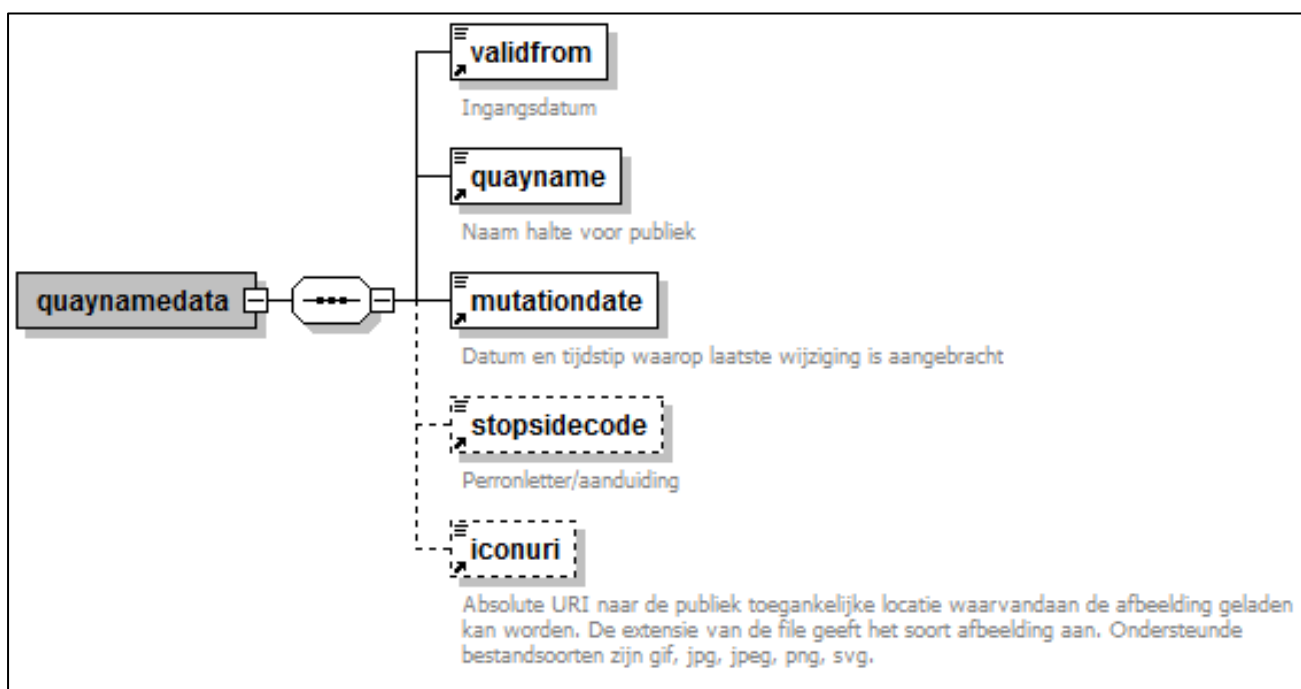 validfrom
Ingangsdatum
quayname
Naam halte voor publiek
quaynamedata
mutationdate
Datum en tijdstip waarop laatste wijziging is aangebracht
stopsidecode
Perronletter/aanduiding
iconuri
Absolute URI naar de publiek toegankelijke locatie waarvandaan de afbeelding geladen
kan worden. De extensie van de file geeft het soort afbeelding aan. Ondersteunde
bestandsoorten zijn gif, jpg, jpeg, png, svg.